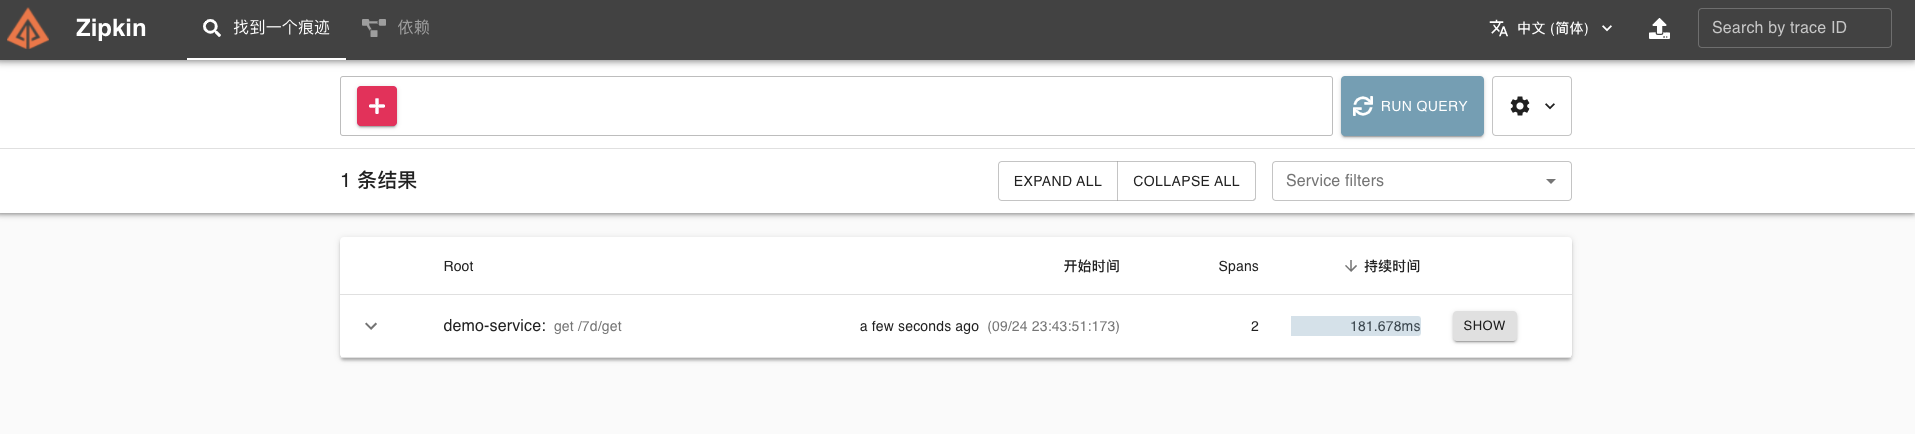 Zipkin 找到一个痕迹 依赖 中文 (简体) Search by trace ID
RUN QUERY
1 条结果 EXPAND ALL COLLAPSE ALL Service filters
Root 开始时间 Spans 持续时间
demo-service: get /7d/get a few seconds ago (09/24 23:43:51:173) 2 181.678ms SHOW